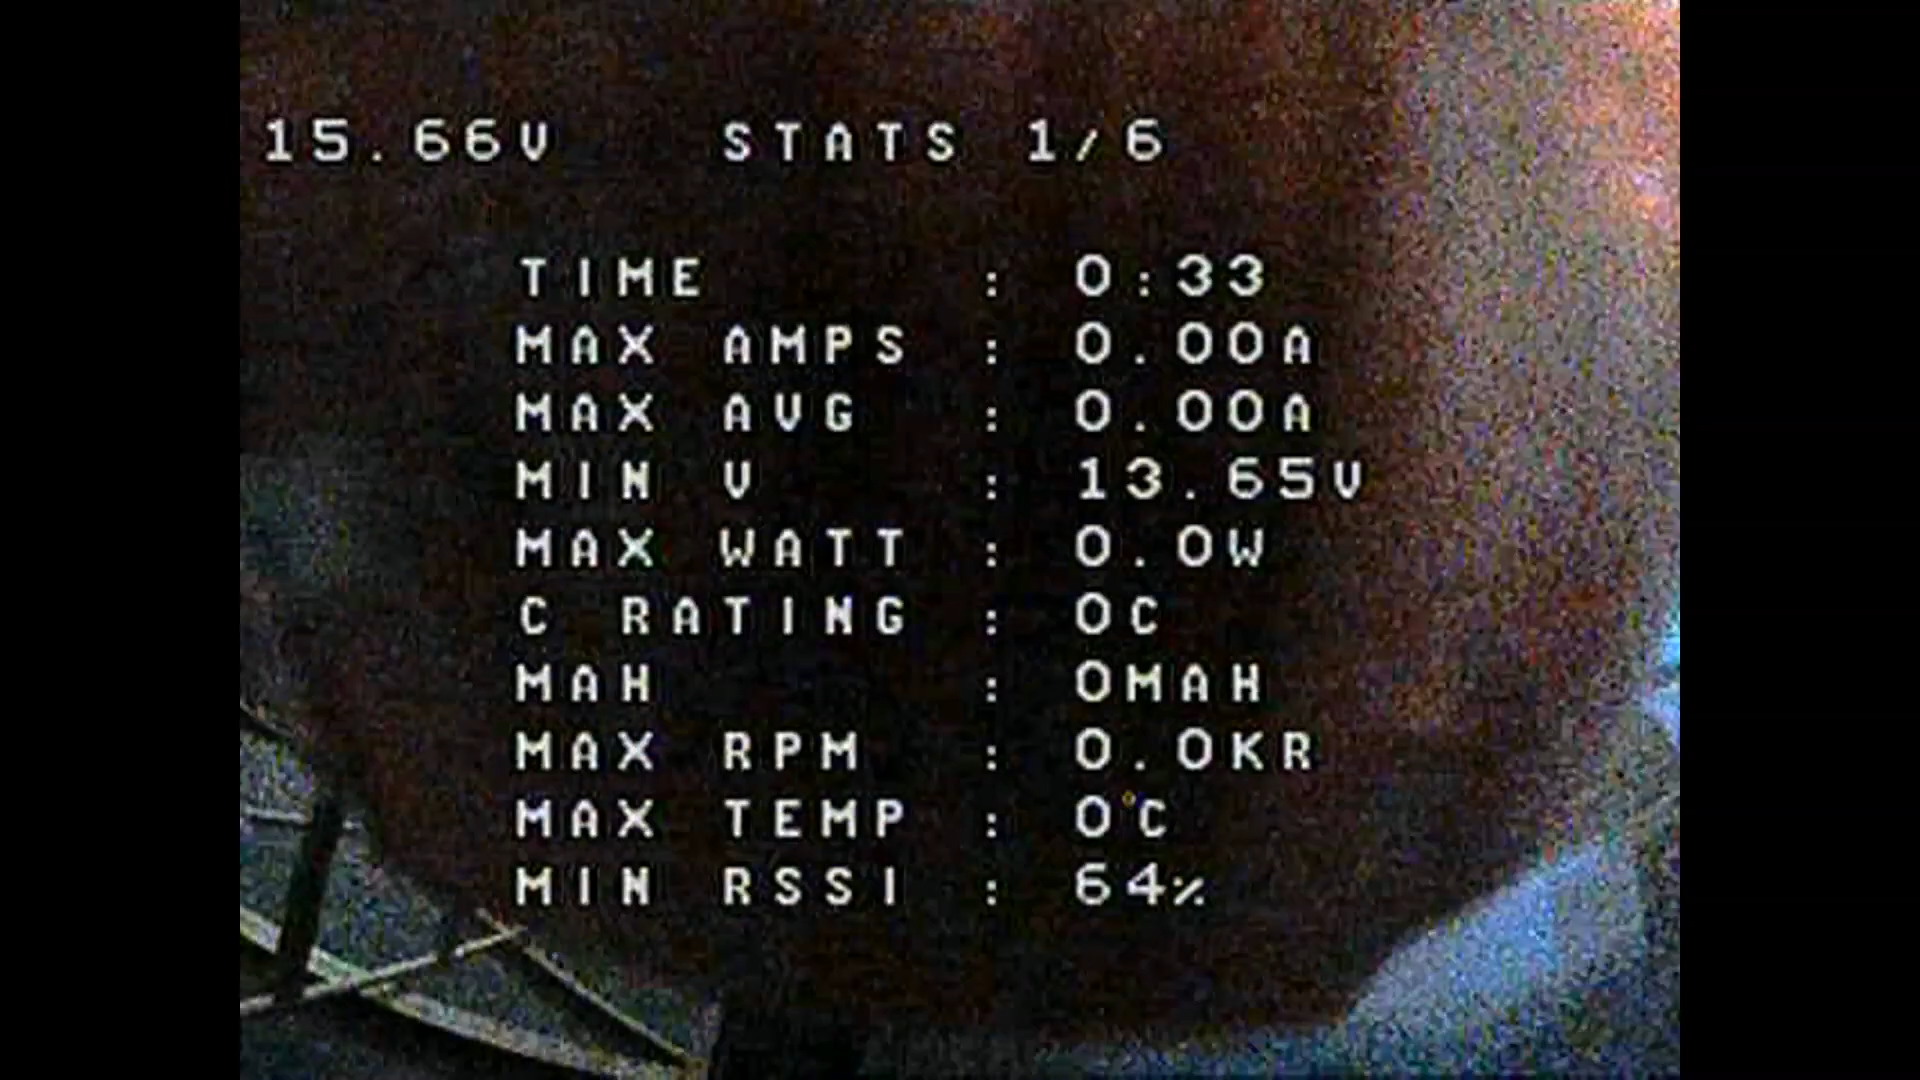 15.66V STATS 1/6
TIME : 0:33
MAX AMPS : 0.00A
MAX AVG : 0.00A
MIN V : 13.65V
MAX WATT : 0.0W
C RATING : 0C
MAH : 0MAH
MAX RPM : 0.0KR
MAX TEMP : 0°C
MIN RSSI : 64%